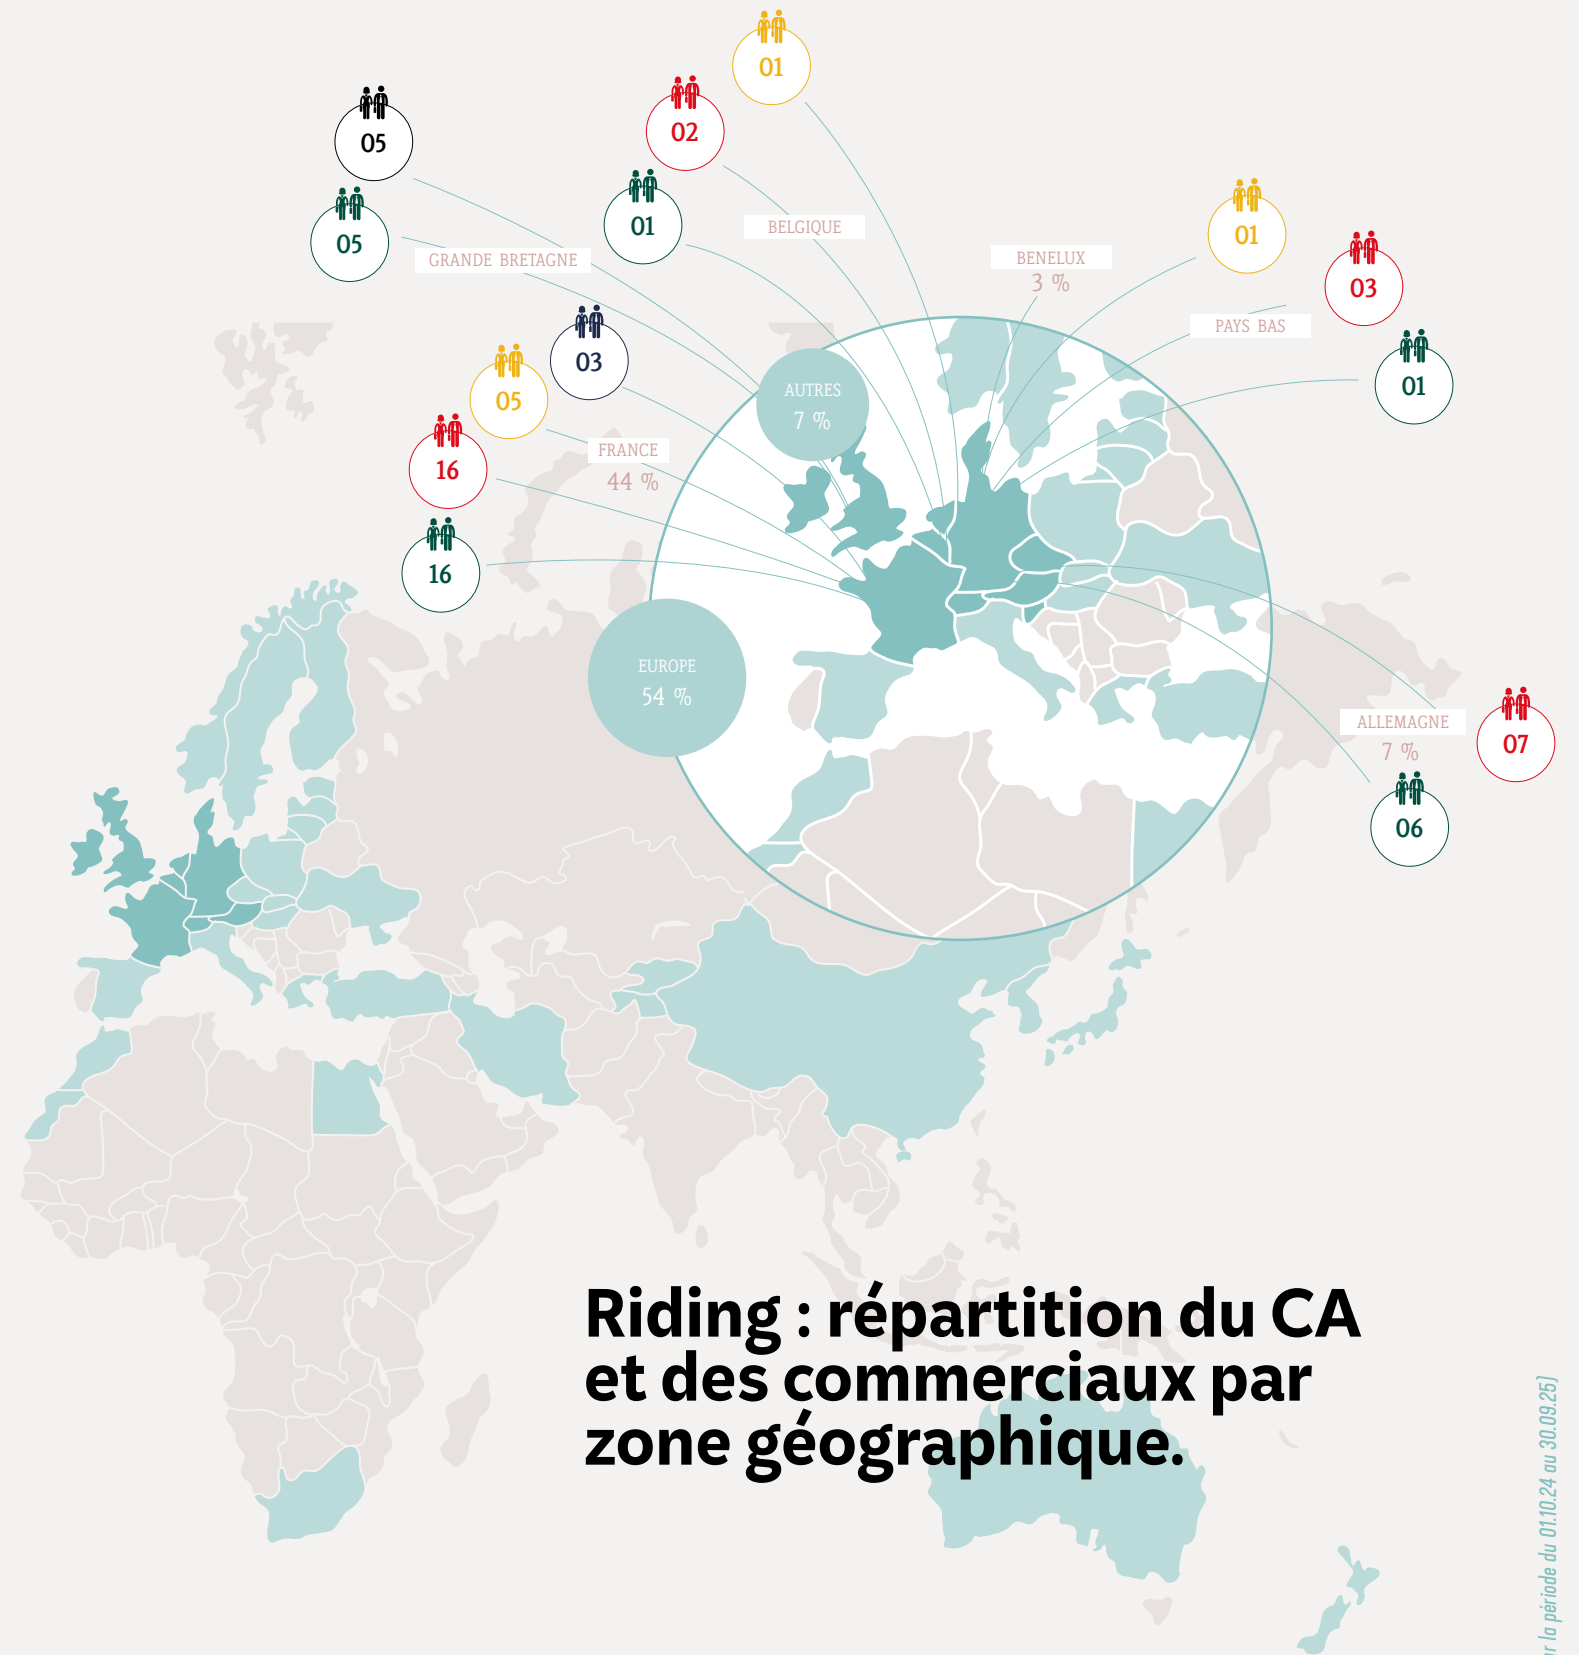 01
02
05
01
05
GRANDE BRETAGNE
BELGIQUE
BENELUX
3 %
01
03
PAYS BAS
01
03
05
16
16
FRANCE
44 %
AUTRES
7 %
EUROPE
54 %
ALLEMAGNE
7 %
07
06
Riding : répartition du CA
et des commerciaux par
zone géographique.
la période du 01.10.24 au 30.09.25)